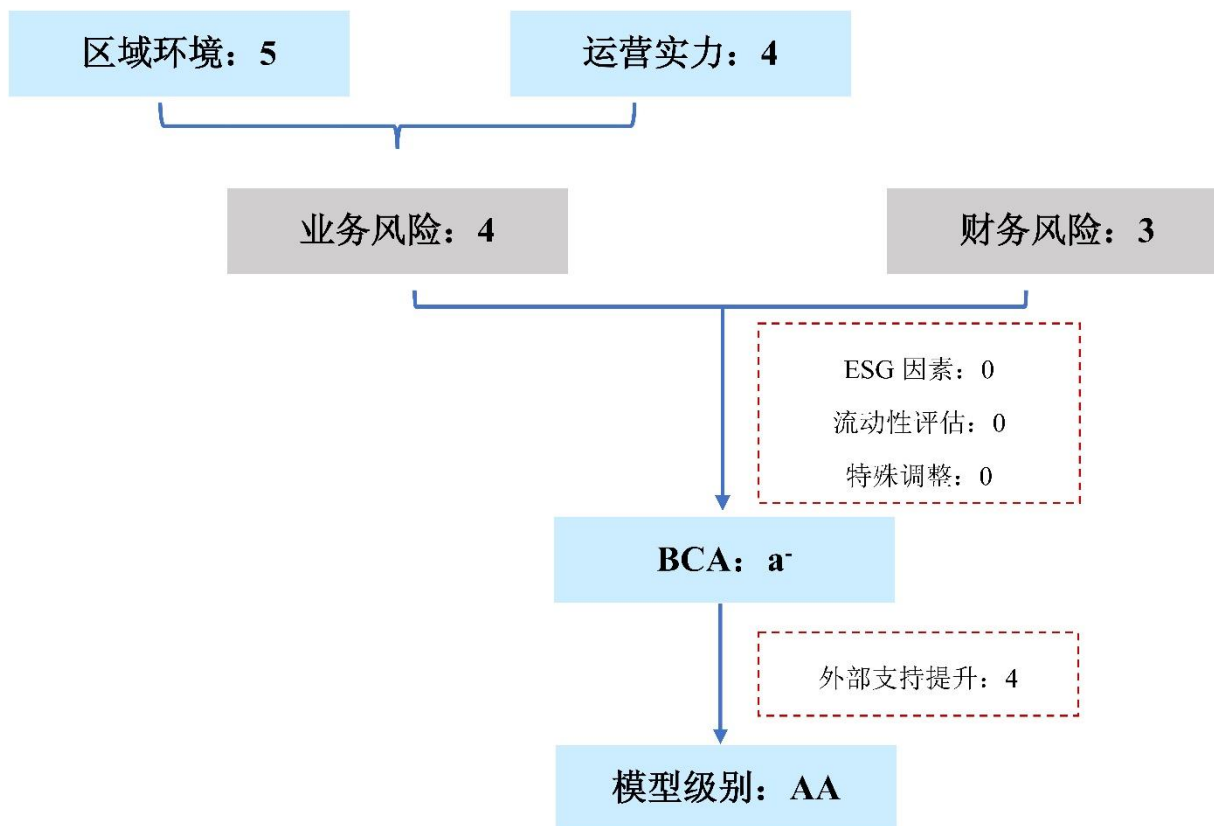 区域环境：5
运营实力：4
业务风险：4
财务风险：3
ESG 因素：0
流动性评估：0
特殊调整：0
BCA：a-
外部支持提升：4
模型级别：AA